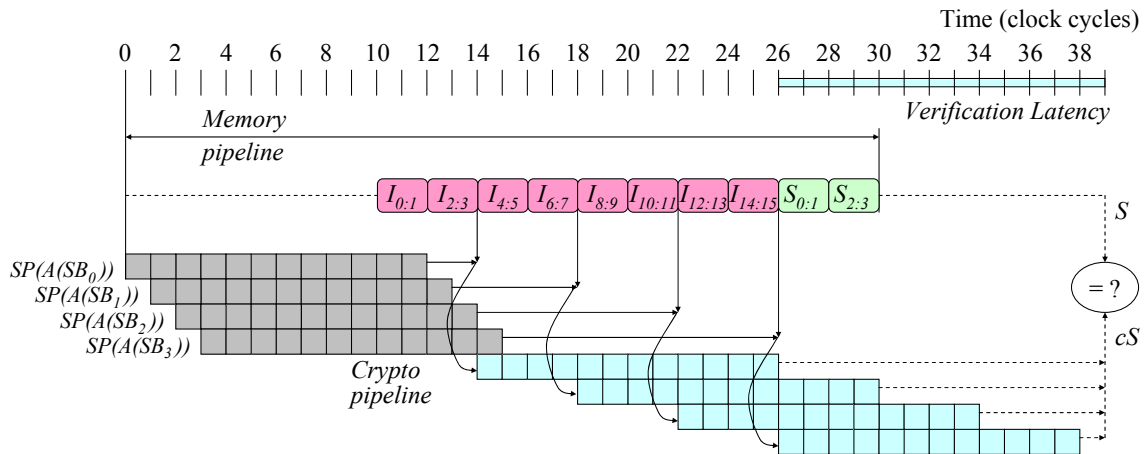 Time (clock cycles)
0 2 4 6 8 10 12 14 16 18 20 22 24 26 28 30 32 34 36 38
Memory
pipeline
Verification Latency
I0:1 I2:3 I4:5 I6:7 I8:9 I10:11 I12:13 I14:15 S0:1 S2:3
S
SP(A(SB0))
SP(A(SB1))
SP(A(SB2))
SP(A(SB3))
= ?
cS
Crypto
pipeline